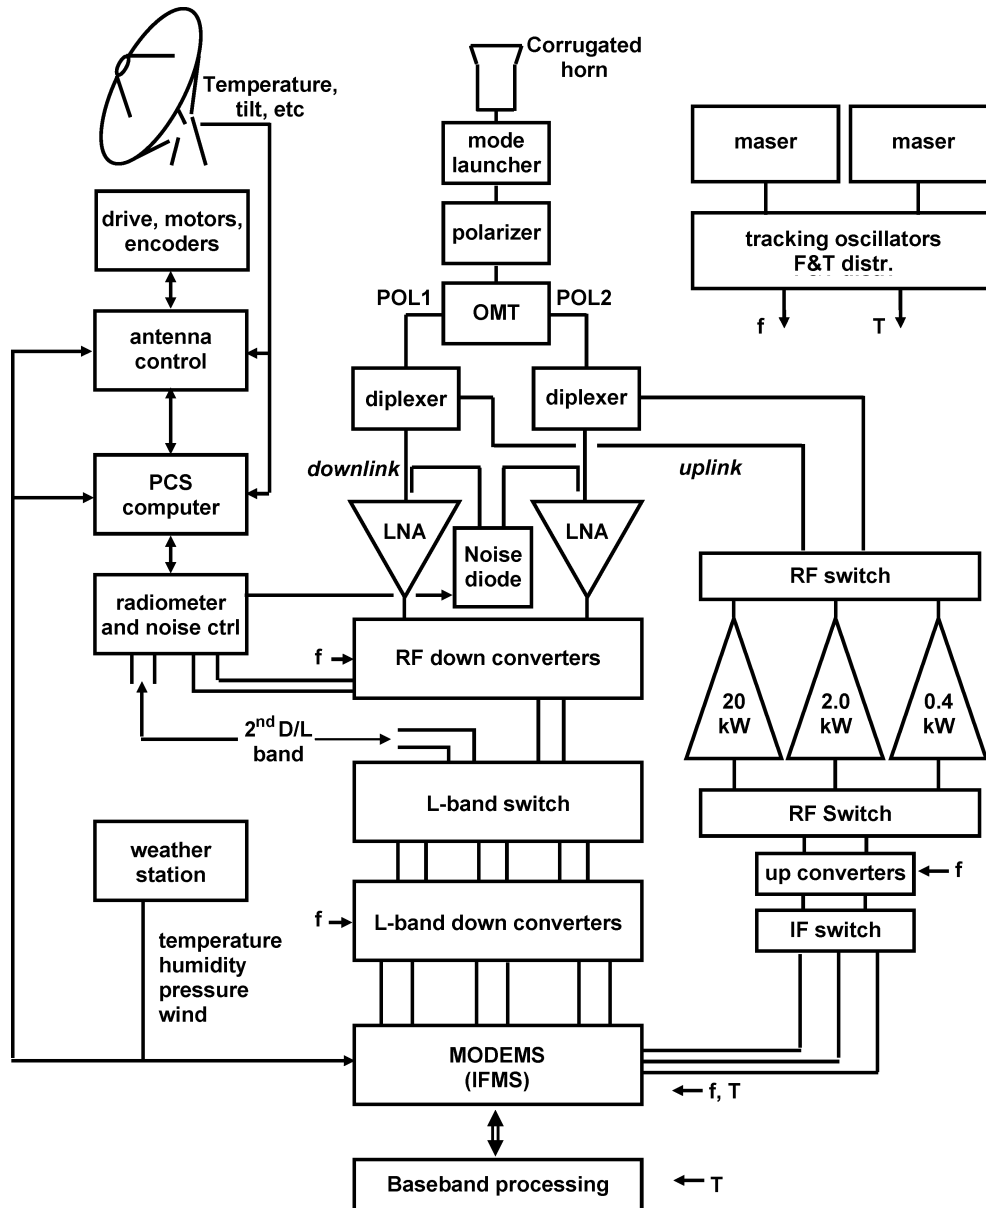 Corrugated
horn
Temperature,
tilt, etc
mode
launcher
maser
maser
drive, motors,
encoders
polarizer
tracking oscillators
F&T distr.
POL1
OMT
POL2
f
T
antenna
control
diplexer
diplexer
downlink
uplink
PCS
computer
LNA
LNA
Noise
diode
RF switch
radiometer
and noise ctrl
f
RF down converters
20
kW
2.0
kW
0.4
kW
2nd D/L
band
L-band switch
RF Switch
weather
station
up converters
f
f
L-band down converters
IF switch
temperature
humidity
pressure
wind
MODEMS
(IFMS)
f, T
Baseband processing
T